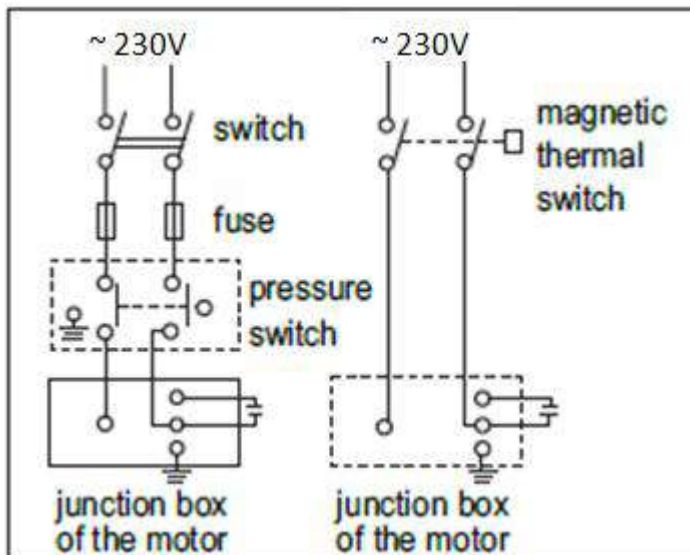 ~ 230V
switch
fuse
pressure
switch
junction box
of the motor
~ 230V
magnetic
thermal
switch
junction box
of the motor